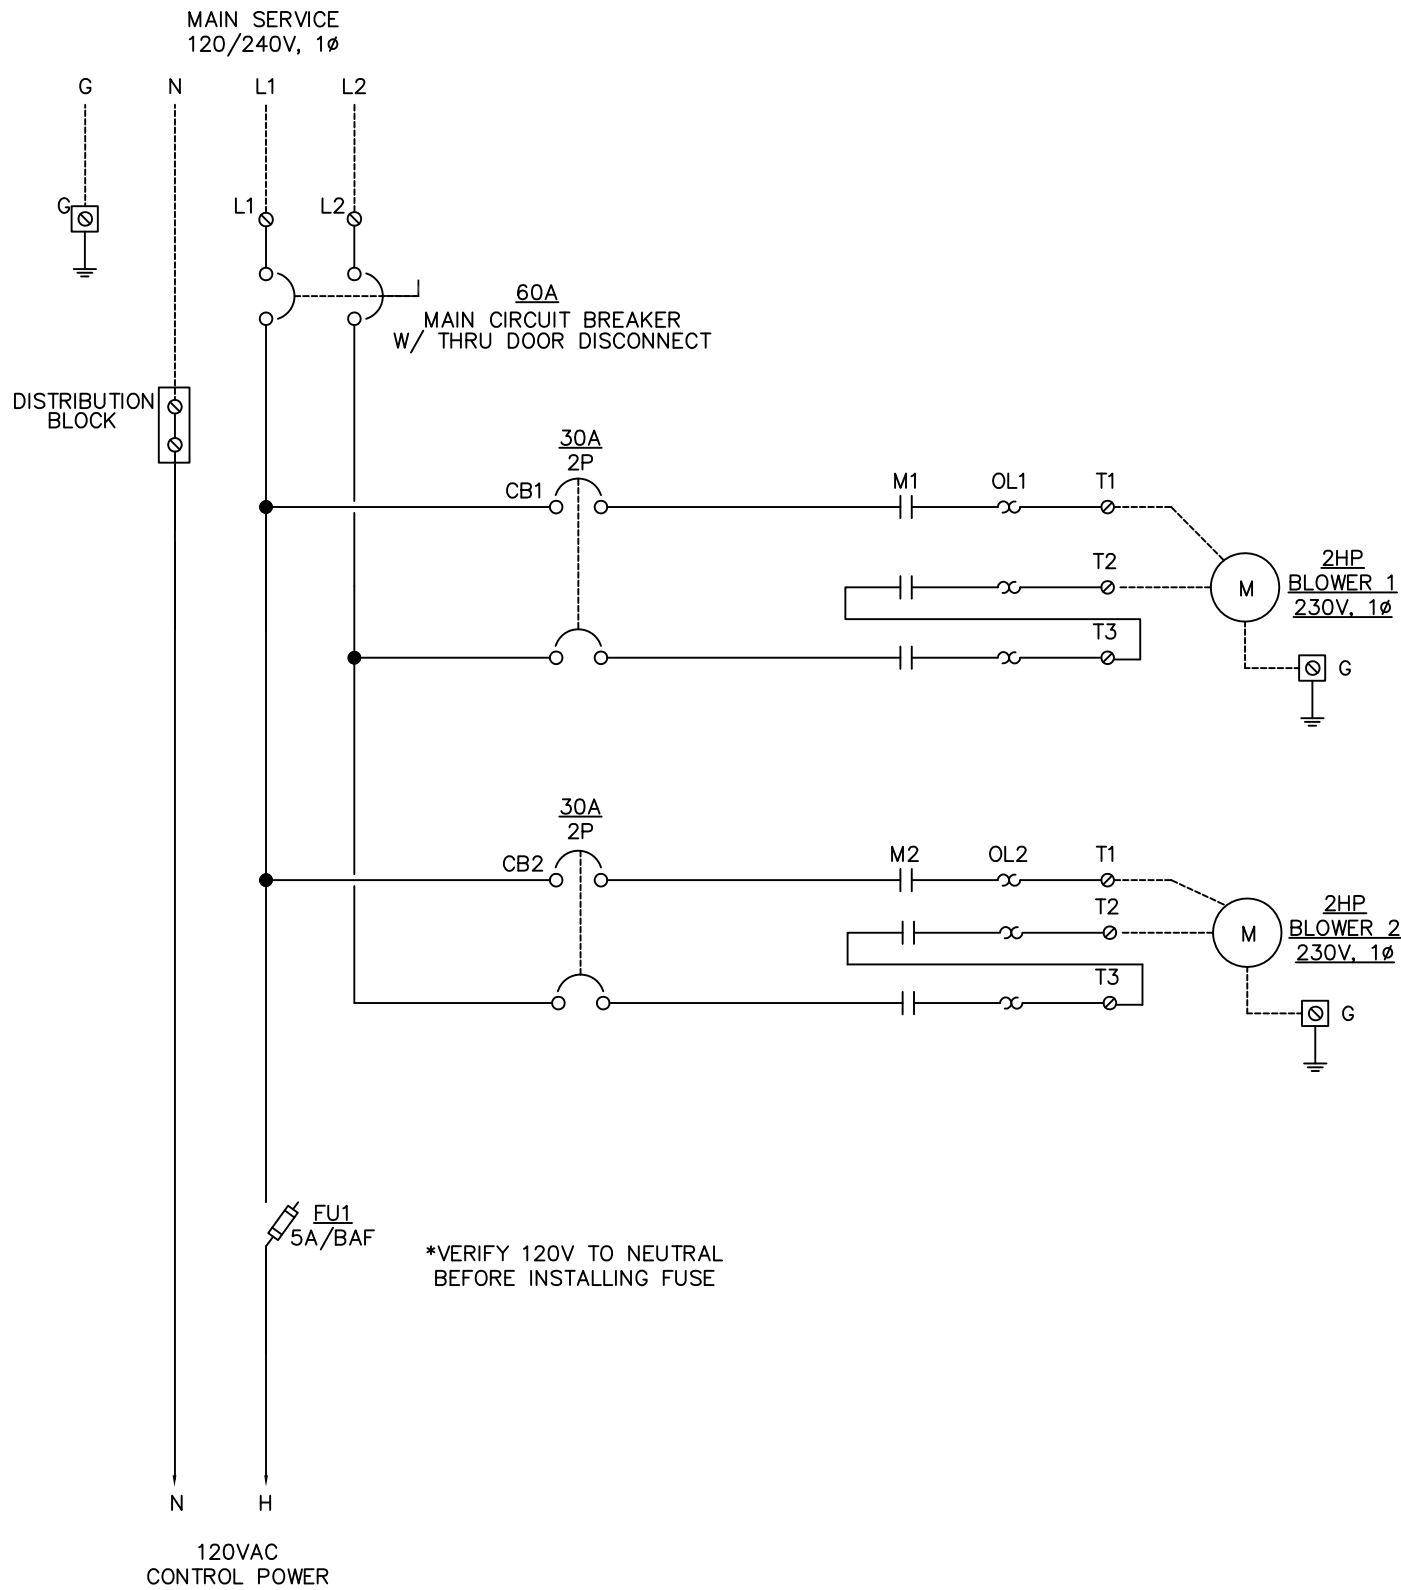 MAIN SERVICE
120/240V, 1ø
G
N
L1
L2
G
L1
L2
60A
MAIN CIRCUIT BREAKER
W/ THRU DOOR DISCONNECT
DISTRIBUTION
BLOCK
30A
2P
CB1
M1
OL1
T1
T2
T3
M
2HP
BLOWER 1
230V, 1ø
G
30A
2P
CB2
M2
OL2
T1
T2
T3
M
2HP
BLOWER 2
230V, 1ø
G
FU1
5A/BAF
*VERIFY 120V TO NEUTRAL
BEFORE INSTALLING FUSE
N
H
120VAC
CONTROL POWER